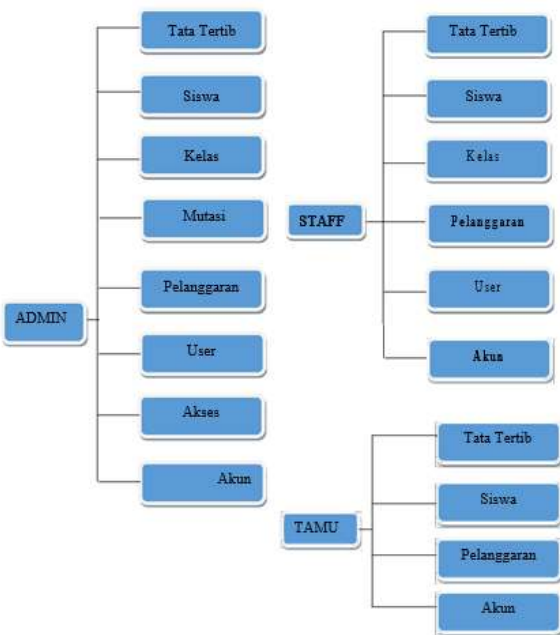 ADMIN
Tata Tertib
Siswa
Kelas
Mutasi
Pelanggaran
User
Akses
Akun
STAFF
Tata Tertib
Siswa
Kelas
Pelanggaran
User
Akun
TAMU
Tata Tertib
Siswa
Pelanggaran
Akun